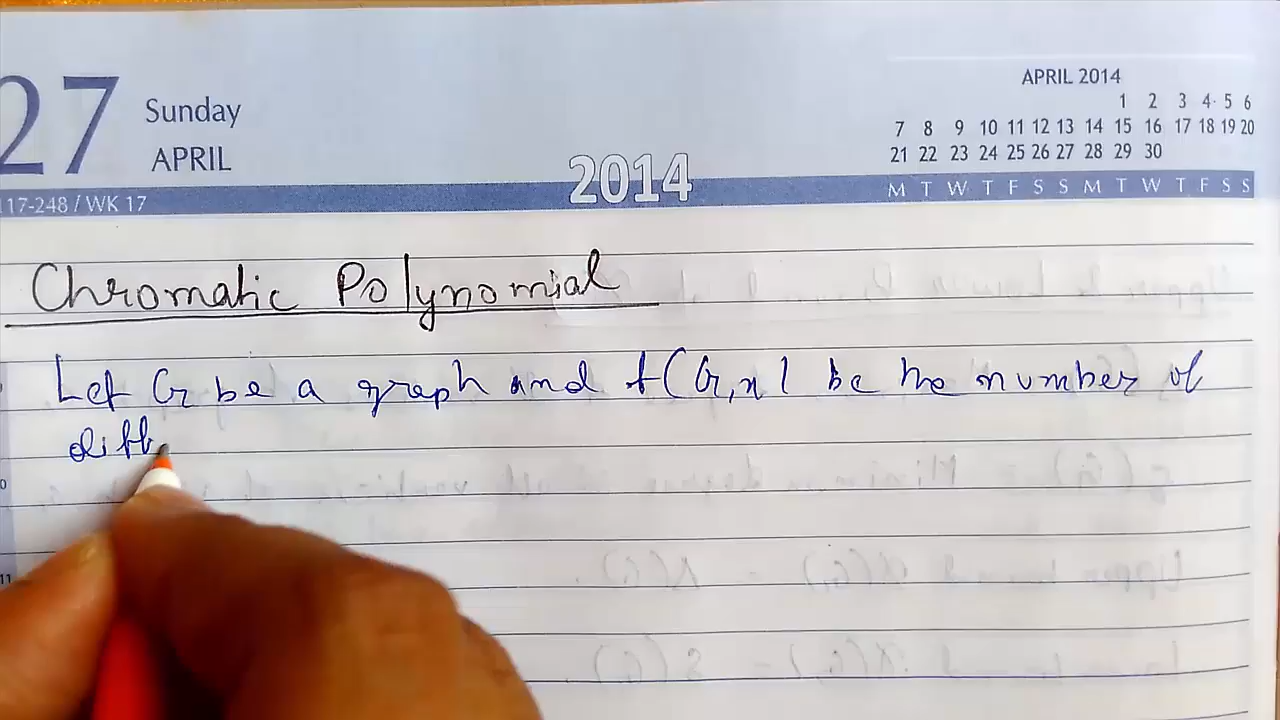 27 Sunday
APRIL
117-248 / WK 17
2014
APRIL 2014
1 2 3 4 5 6
7 8 9 10 11 12 13 14 15 16 17 18 19 20
21 22 23 24 25 26 27 28 29 30
M T W T F S S M T W T F S S
Chromatic Polynomial
Let G be a graph and f(G,x) be the number of
diff
11